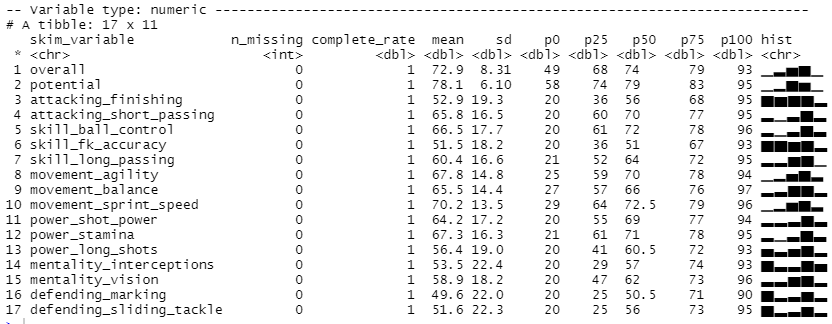 -- Variable type: numeric ------------------------------------------------------------------------
# A tibble: 17 x 11
   skim_variable           n_missing complete_rate  mean    sd    p0   p25   p50   p75  p100 hist
 * <chr>                       <int>         <dbl> <dbl> <dbl> <dbl> <dbl> <dbl> <dbl> <dbl> <chr>
 1 overall                         0             1  72.9  8.31    49    68  74      79    93 ▁▂▆▇▁
 2 potential                       0             1  78.1  6.10    58    74  79      83    95 ▁▂▇▆▁
 3 attacking_finishing             0             1  52.9 19.3     20    36  56      68    95 ▇▇▇▇▂
 4 attacking_short_passing         0             1  65.8 16.5     20    60  70      77    95 ▂▁▂▇▂
 5 skill_ball_control              0             1  66.5 17.7     20    61  72      78    96 ▂▁▂▇▂
 6 skill_fk_accuracy               0             1  51.5 18.2     20    36  51      67    93 ▇▇▇▇▂
 7 skill_long_passing              0             1  60.4 16.6     21    52  64      72    95 ▂▂▇▇▂
 8 movement_agility                0             1  67.8 14.8     25    59  70      78    94 ▁▂▅▇▃
 9 movement_balance                0             1  65.5 14.4     27    57  66      76    97 ▁▂▇▇▂
10 movement_sprint_speed           0             1  70.2 13.5     29    64  72.5    79    96 ▁▂▅▇▃
11 power_shot_power                0             1  64.2 17.2     20    55  69      77    94 ▂▂▅▇▂
12 power_stamina                   0             1  67.3 16.3     21    61  71      78    95 ▂▁▃▇▃
13 power_long_shots                0             1  56.4 19.0     20    41  60.5    72    93 ▅▃▅▇▂
14 mentality_interceptions         0             1  53.5 22.4     20    29  57      74    93 ▇▂▃▇▃
15 mentality_vision                0             1  58.9 18.2     20    47  62      73    96 ▃▃▆▇▂
16 defending_marking               0             1  49.6 22.0     20    25  50.5    71    90 ▇▂▃▆▃
17 defending_sliding_tackle        0             1  51.6 22.3     20    25  56      73    95 ▇▂▃▇▂
>